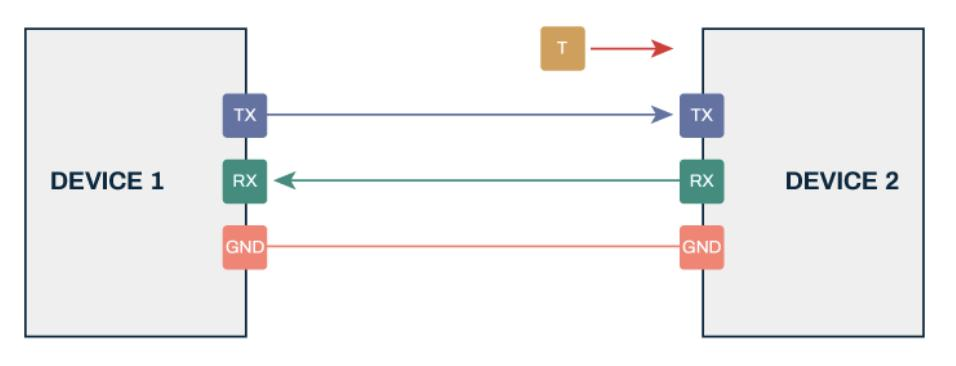 T
TX
TX
DEVICE 1
RX
RX
DEVICE 2
GND
GND